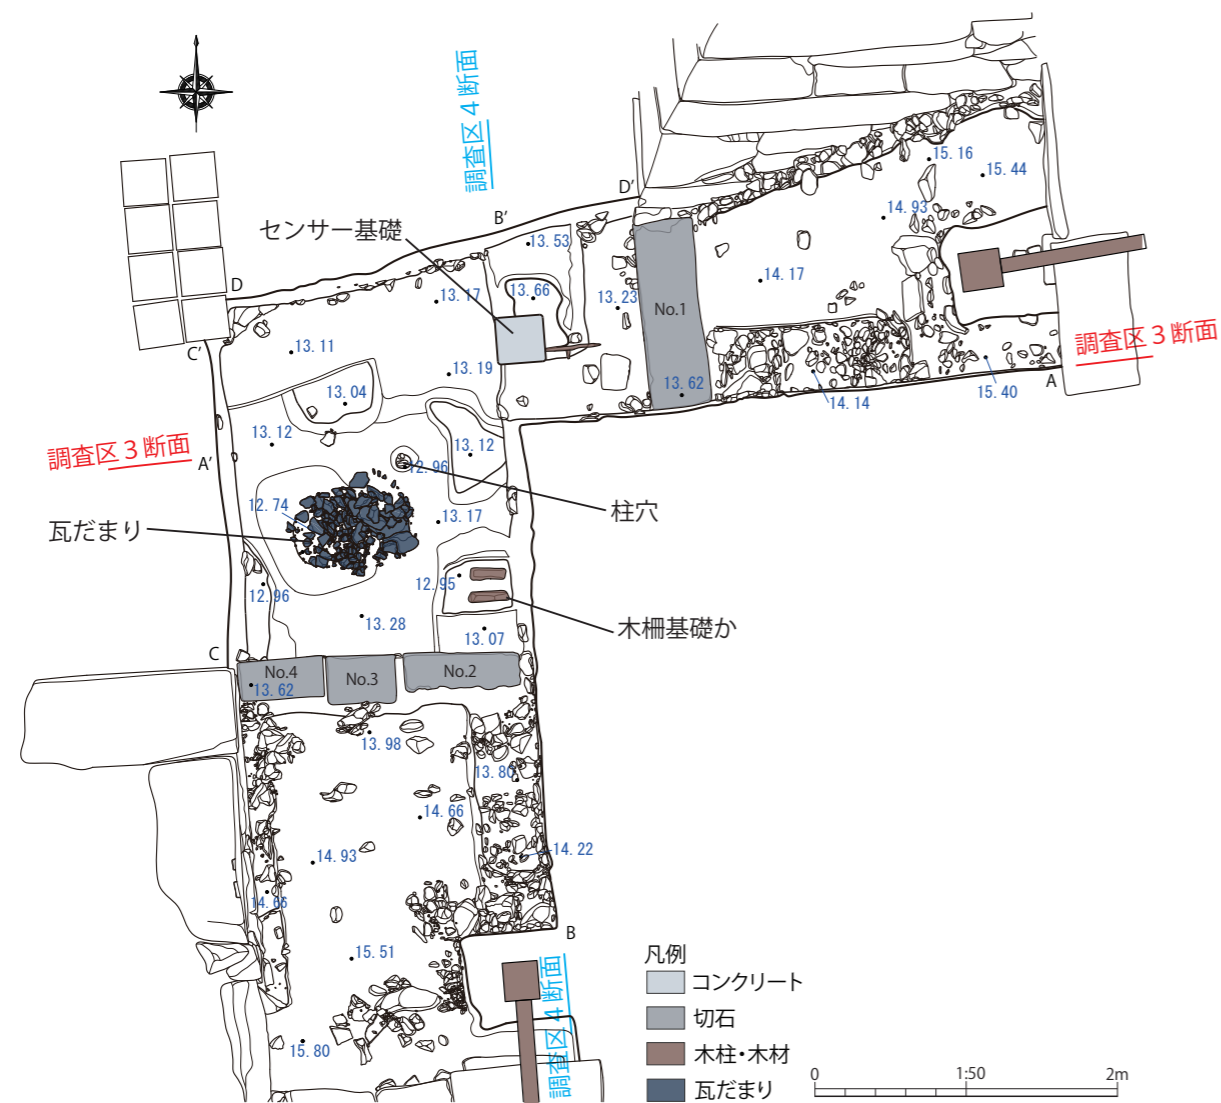 調査区４断面
D'
15.16
15.44
B'
14.93
センサー基礎
13.53
14.17
D
13.17
13.66
13.23
No.1
調査区３断面
C'
13.11
13.19
13.04
13.62
14.14
15.40
A
13.12
13.12
調査区３断面
A'
12.96
12.74
柱穴
瓦だまり
13.17
12.96
12.95
13.28
13.07
木柵基礎か
C
No.4
No.3
No.2
13.62
13.98
13.80
14.66
14.93
14.22
14.66
B
15.51
調査区４断面
15.80
凡例
コンクリート
切石
木柱・木材
瓦だまり
0
1:50
2m